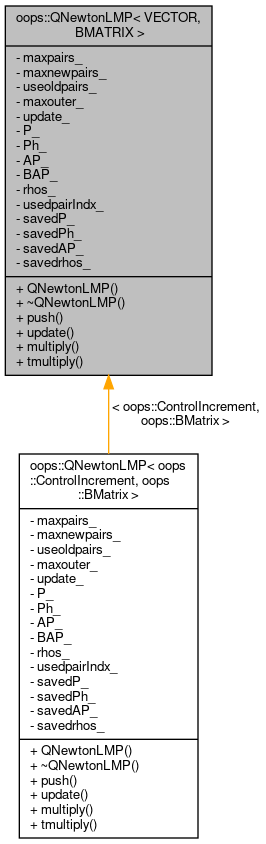 oops::QNewtonLMP< VECTOR,
BMATRIX >
- maxpairs_
- maxnewpairs_
- useoldpairs_
- maxouter_
- update_
- P_
- Ph_
- AP_
- BAP_
- rhos_
- usedpairIndx_
- savedP_
- savedPh_
- savedAP_
- savedrhos_
+ QNewtonLMP()
+ ~QNewtonLMP()
+ push()
+ update()
+ multiply()
+ tmultiply()
< oops::ControlIncrement,
oops::BMatrix >
oops::QNewtonLMP< oops
::ControlIncrement, oops
::BMatrix >
- maxpairs_
- maxnewpairs_
- useoldpairs_
- maxouter_
- update_
- P_
- Ph_
- AP_
- BAP_
- rhos_
- usedpairIndx_
- savedP_
- savedPh_
- savedAP_
- savedrhos_
+ QNewtonLMP()
+ ~QNewtonLMP()
+ push()
+ update()
+ multiply()
+ tmultiply()